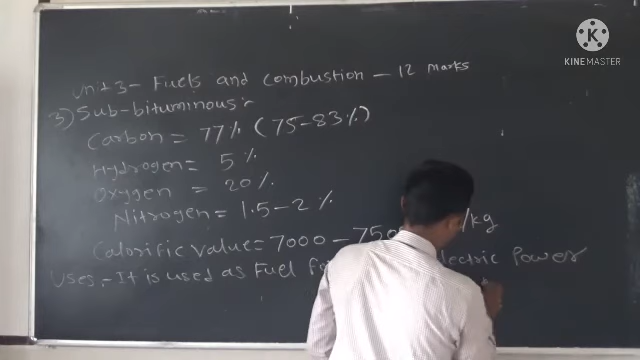 Unit 3 - Fuels and combustion - 12 marks
3) Sub-bituminous:-
Carbon = 77% (75-83%)
Hydrogen = 5%
Oxygen = 20%.
Nitrogen = 1.5-2%
Calorific value = 7000 - 750 /kg
Uses:- It is used as Fuel lectric Power
KINEMASTER